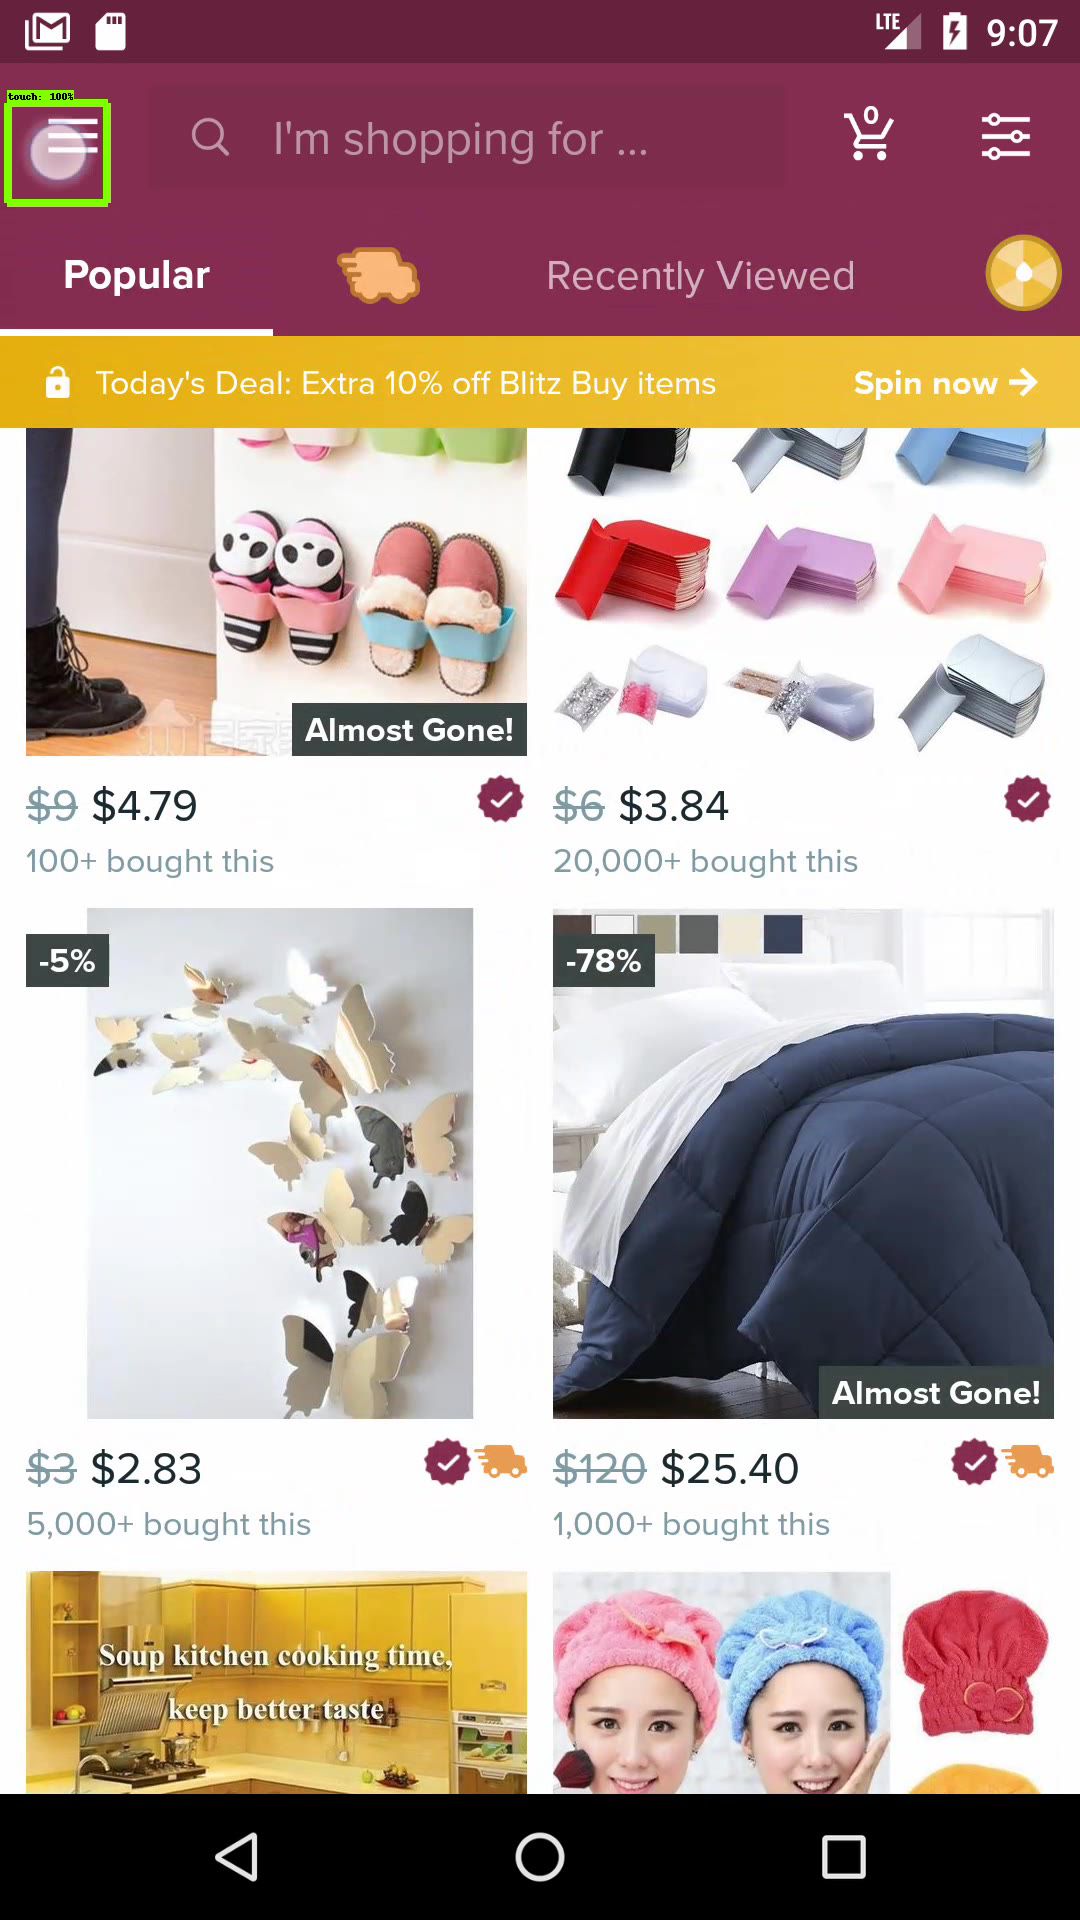 LTE
9:07
touch: 100%
I'm shopping for ...
0
Popular
Recently Viewed
Today's Deal: Extra 10% off Blitz Buy items
Spin now →
Almost Gone!
$9 $4.79
$6 $3.84
100+ bought this
20,000+ bought this
-5%
-78%
Almost Gone!
$3 $2.83
$120 $25.40
5,000+ bought this
1,000+ bought this
Soup kitchen cooking time,
keep better taste